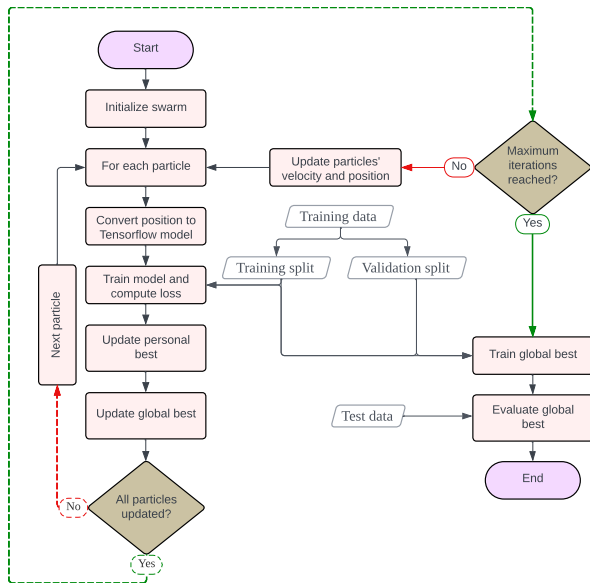 Start
Initialize swarm
For each particle
Convert position to
Tensorflow model
Train model and
compute loss
Update personal
best
Update global best
All particles
updated?
No
Yes
Next particle
Update particles'
velocity and position
No
Maximum
iterations
reached?
Yes
Training data
Training split
Validation split
Train global best
Test data
Evaluate global
best
End